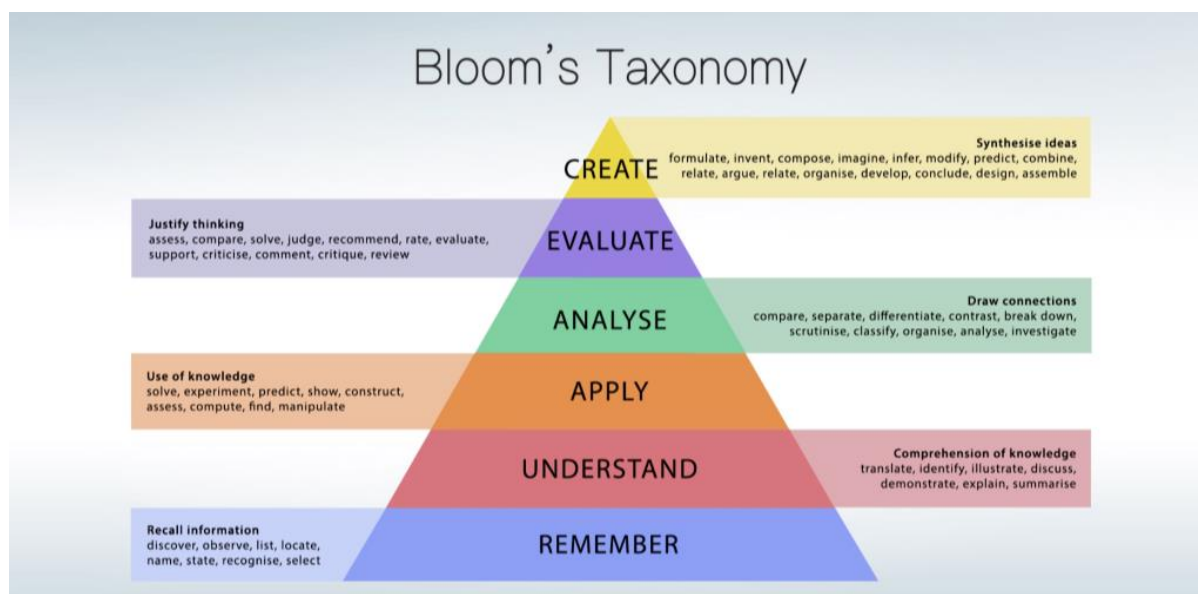 Bloom's Taxonomy
CREATE
Synthesise ideas
formulate, invent, compose, imagine, infer, modify, predict, combine,
relate, argue, relate, organise, develop, conclude, design, assemble
Justify thinking
assess, compare, solve, judge, recommend, rate, evaluate,
support, criticise, comment, critique, review
EVALUATE
ANALYSE
Draw connections
compare, separate, differentiate, contrast, break down,
scrutinise, classify, organise, analyse, investigate
Use of knowledge
solve, experiment, predict, show, construct,
assess, compute, find, manipulate
APPLY
UNDERSTAND
Comprehension of knowledge
translate, identify, illustrate, discuss,
demonstrate, explain, summarise
Recall information
discover, observe, list, locate,
name, state, recognise, select
REMEMBER